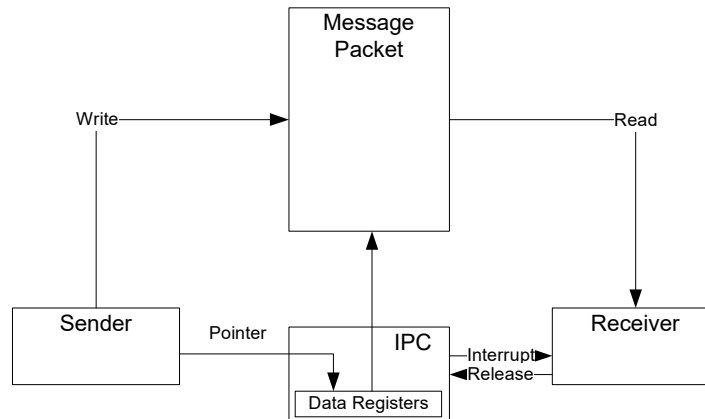 Message
Packet
Write
Read
Sender
Pointer
IPC
Receiver
Interrupt
Release
Data Registers